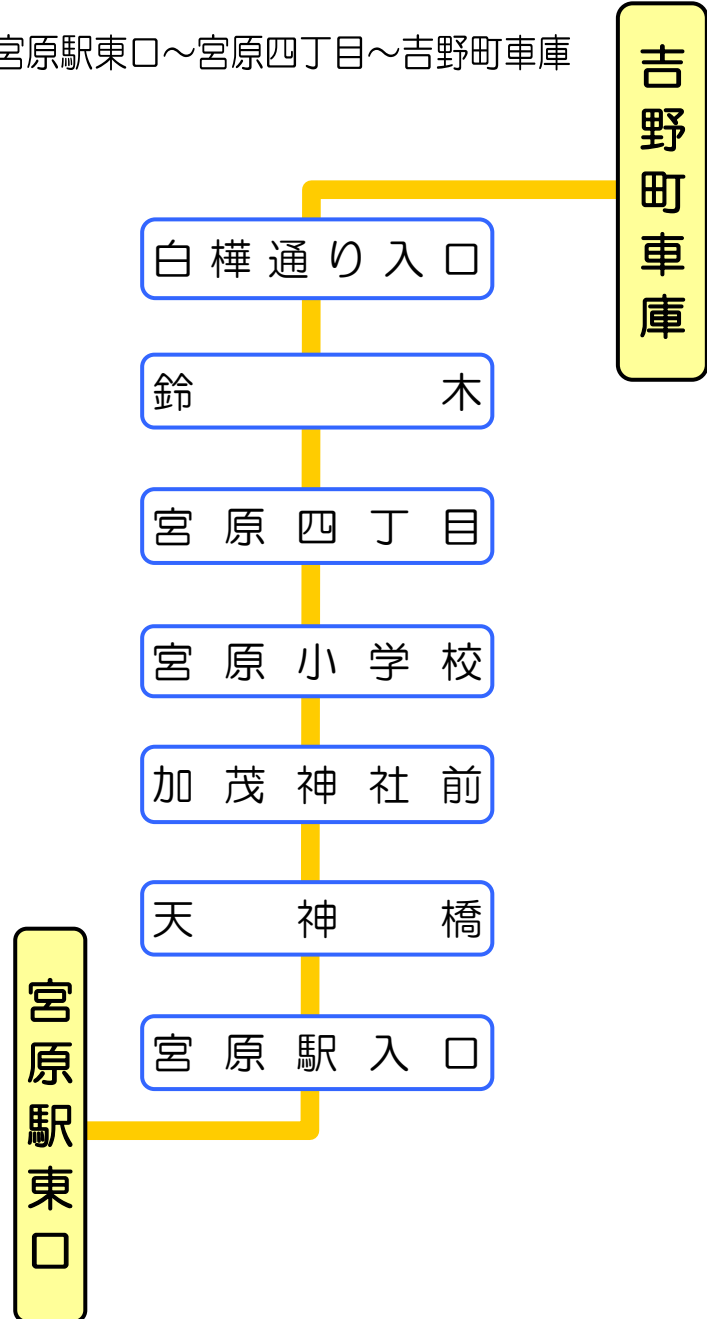 宮原駅東口～宮原四丁目～吉野町車庫
吉野町車庫
白樺通り入口
鈴木
宮原四丁目
宮原小学校
加茂神社前
天神橋
宮原駅入口
宮原駅東口